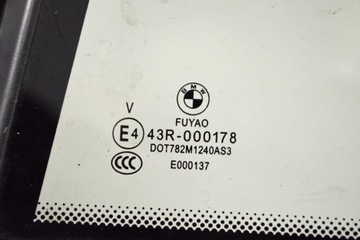 BMW
FUYAO
V
E4 43R-000178
DOT782M1240AS3
CCC E000137